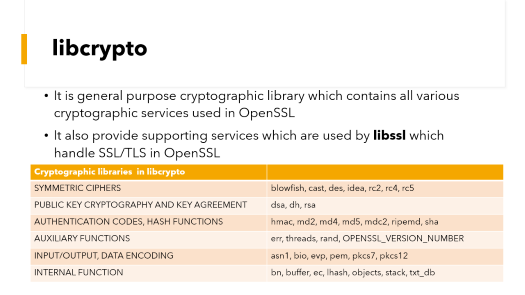 libcrypto
• It is general purpose cryptographic library which contains all various
cryptographic services used in OpenSSL
• It also provide supporting services which are used by libssl which
handle SSL/TLS in OpenSSL
Cryptographic libraries in libcrypto
SYMMETRIC CIPHERS blowfish, cast, des, idea, rc2, rc4, rc5
PUBLIC KEY CRYPTOGRAPHY AND KEY AGREEMENT dsa, dh, rsa
AUTHENTICATION CODES, HASH FUNCTIONS hmac, md2, md4, md5, mdc2, ripemd, sha
AUXILIARY FUNCTIONS err, threads, rand, OPENSSL_VERSION_NUMBER
INPUT/OUTPUT, DATA ENCODING asn1, bio, evp, pem, pkcs7, pkcs12
INTERNAL FUNCTION bn, buffer, ec, lhash, objects, stack, txt_db